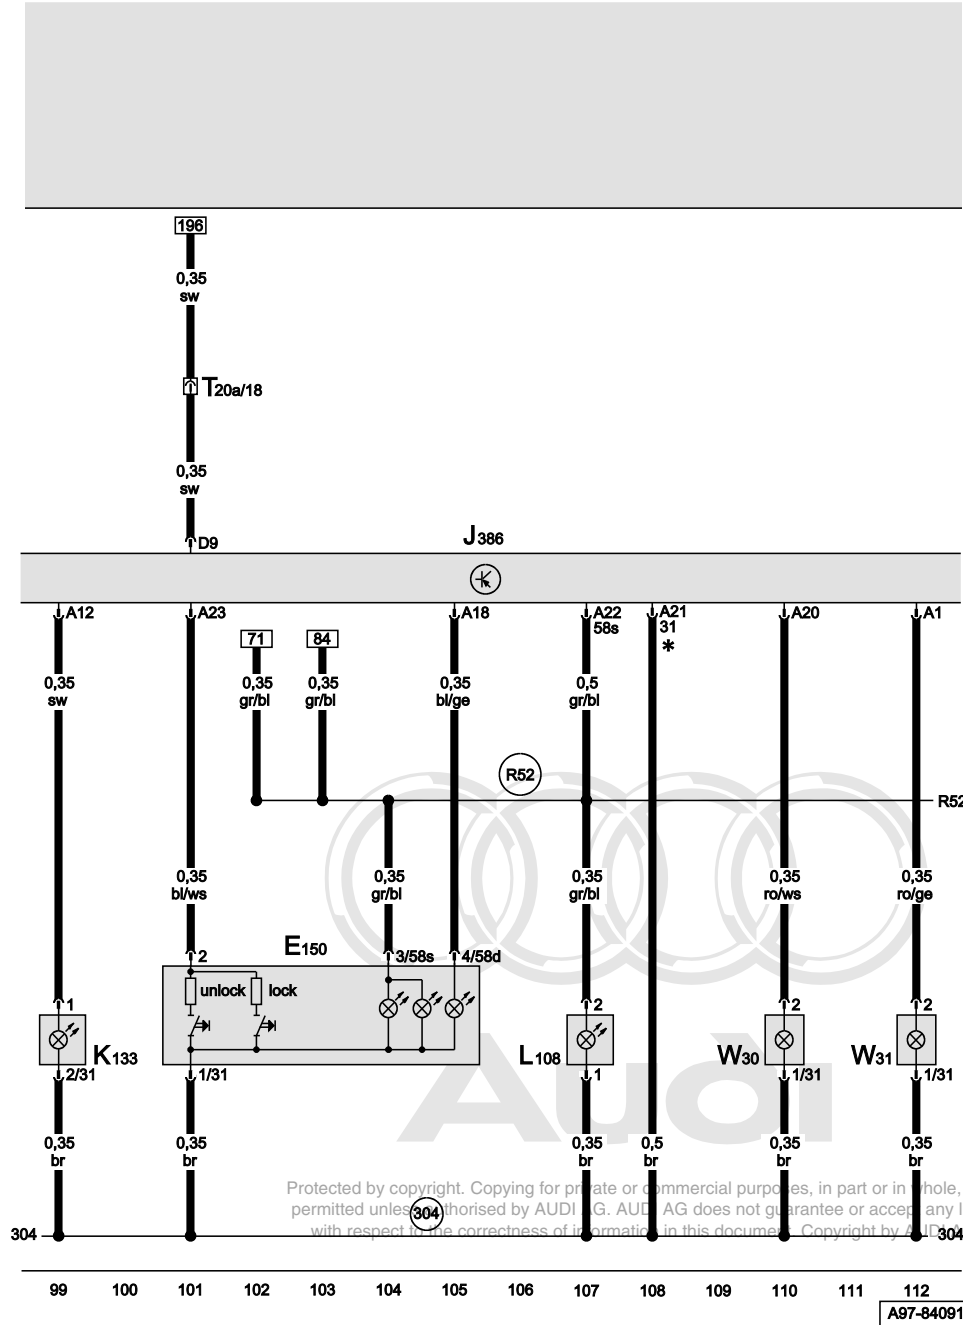 196
0,35
sw
T20a/18
0,35
sw
D9
J386
A12 A23 A18 A22 A21 A20 A1
58s 31
*
71 84
0,35 0,35 0,35 0,35 0,5
sw gr/bl gr/bl bl/ge gr/bl
R52
R52
0,35 0,35 0,35 0,35 0,35
bl/ws gr/bl gr/bl ro/ws ro/ge
E150
2 3/58s 4/58d
unlock lock
1 2 2 2
K133 L108 W30 W31
2/31 1/31 1 1/31 1/31
Audi
0,35 0,35 0,35 0,5 0,35 0,35
br br br br br br
Protected by copyright. Copying for private or commercial purposes, in part or in whole,
permitted unless authorised by AUDI AG. AUDI AG does not guarantee or accept any l
with respect to the correctness of information in this document. Copyright by AUDI A
304
304 304
99 100 101 102 103 104 105 106 107 108 109 110 111 112
A97-84091